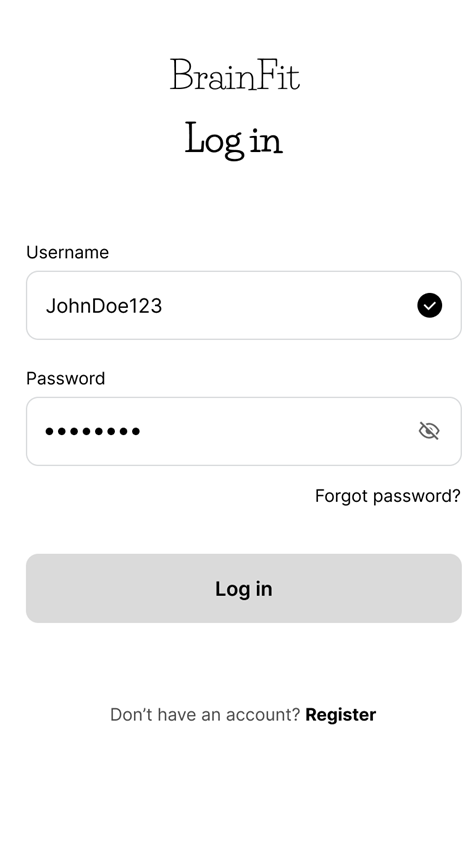 BrainFit
Log in
Username
JohnDoe123
Password
••••••••
Forgot password?
Log in
Don’t have an account? Register